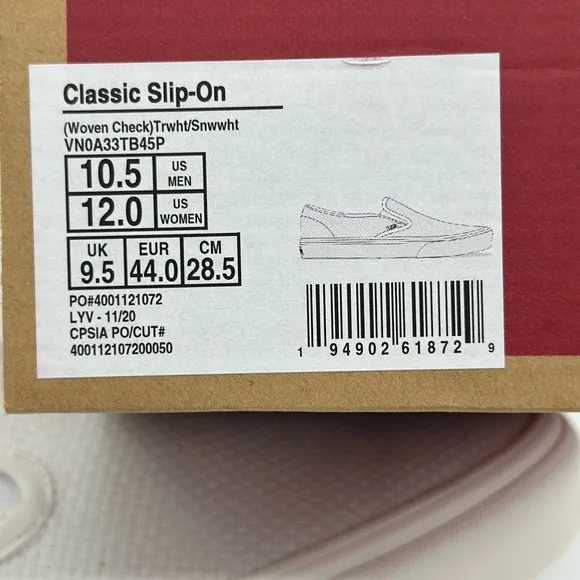 Classic Slip-On
(Woven Check)Trwht/Snwwht
VN0A33TB45P
10.5 US MEN
12.0 US WOMEN
UK EUR CM
9.5 44.0 28.5
PO#4001121072
LYV - 11/20
CPSIA PO/CUT#
400112107200050
1 94902 61872 9